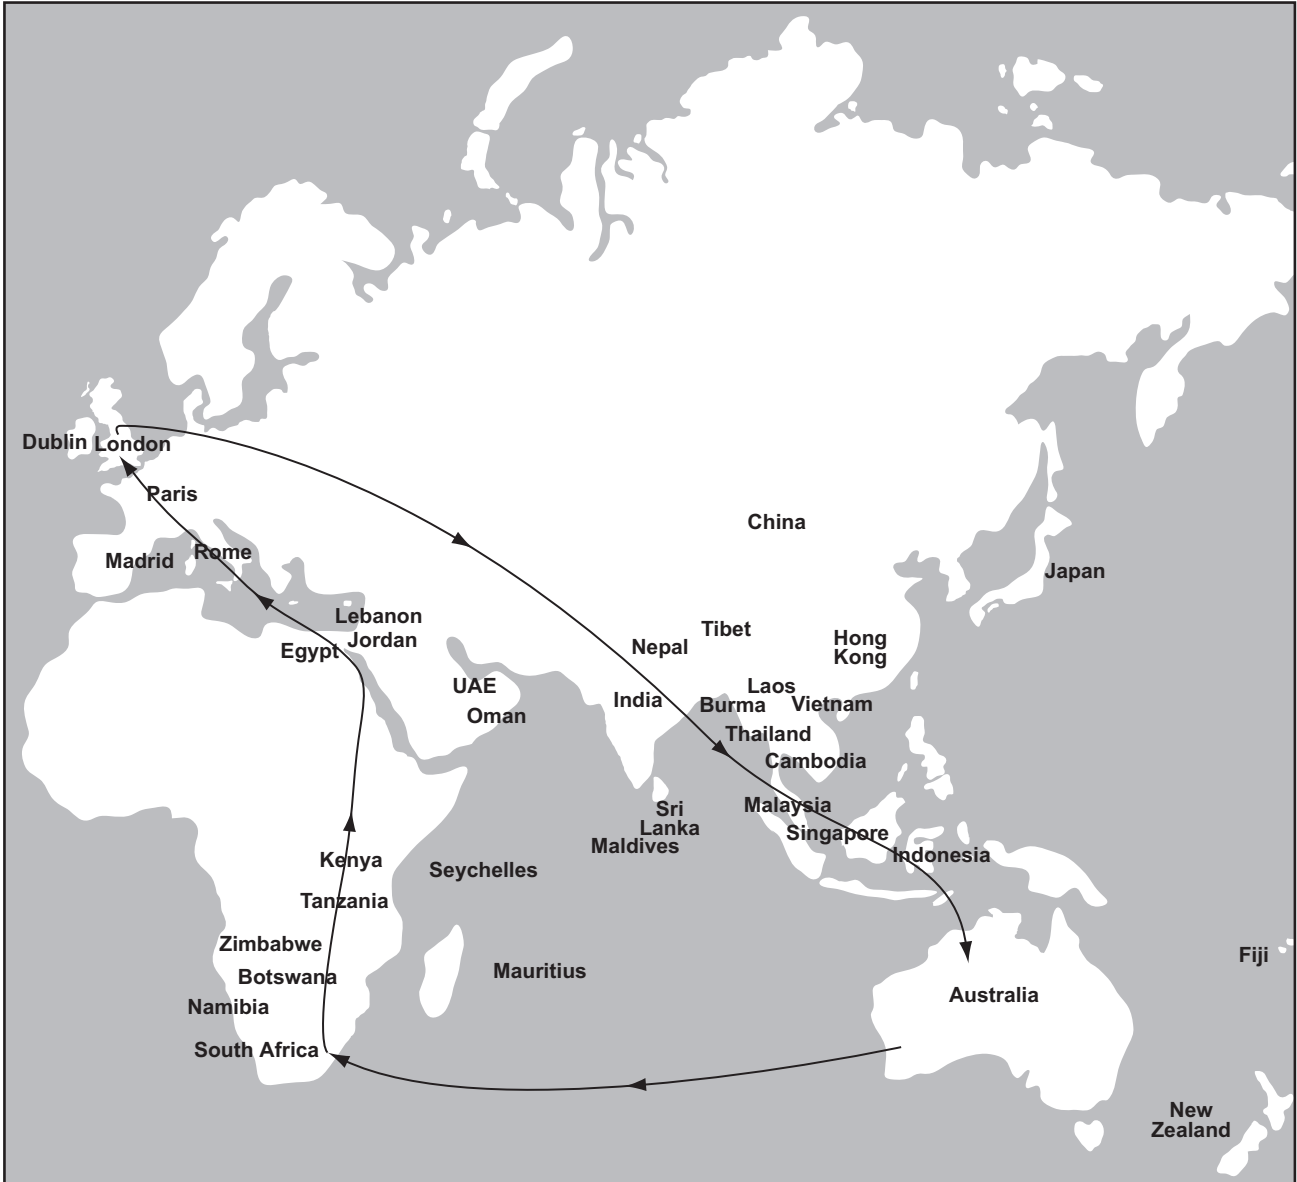 Dublin
London
Paris
Madrid
Rome
China
Japan
Lebanon
Jordan
Egypt
Tibet
Nepal
Hong
Kong
UAE
Oman
India
Laos
Burma
Vietnam
Thailand
Cambodia
Malaysia
Sri
Lanka
Singapore
Maldives
Indonesia
Kenya
Seychelles
Tanzania
Zimbabwe
Botswana
Mauritius
Namibia
South Africa
Fiji
Australia
New
Zealand